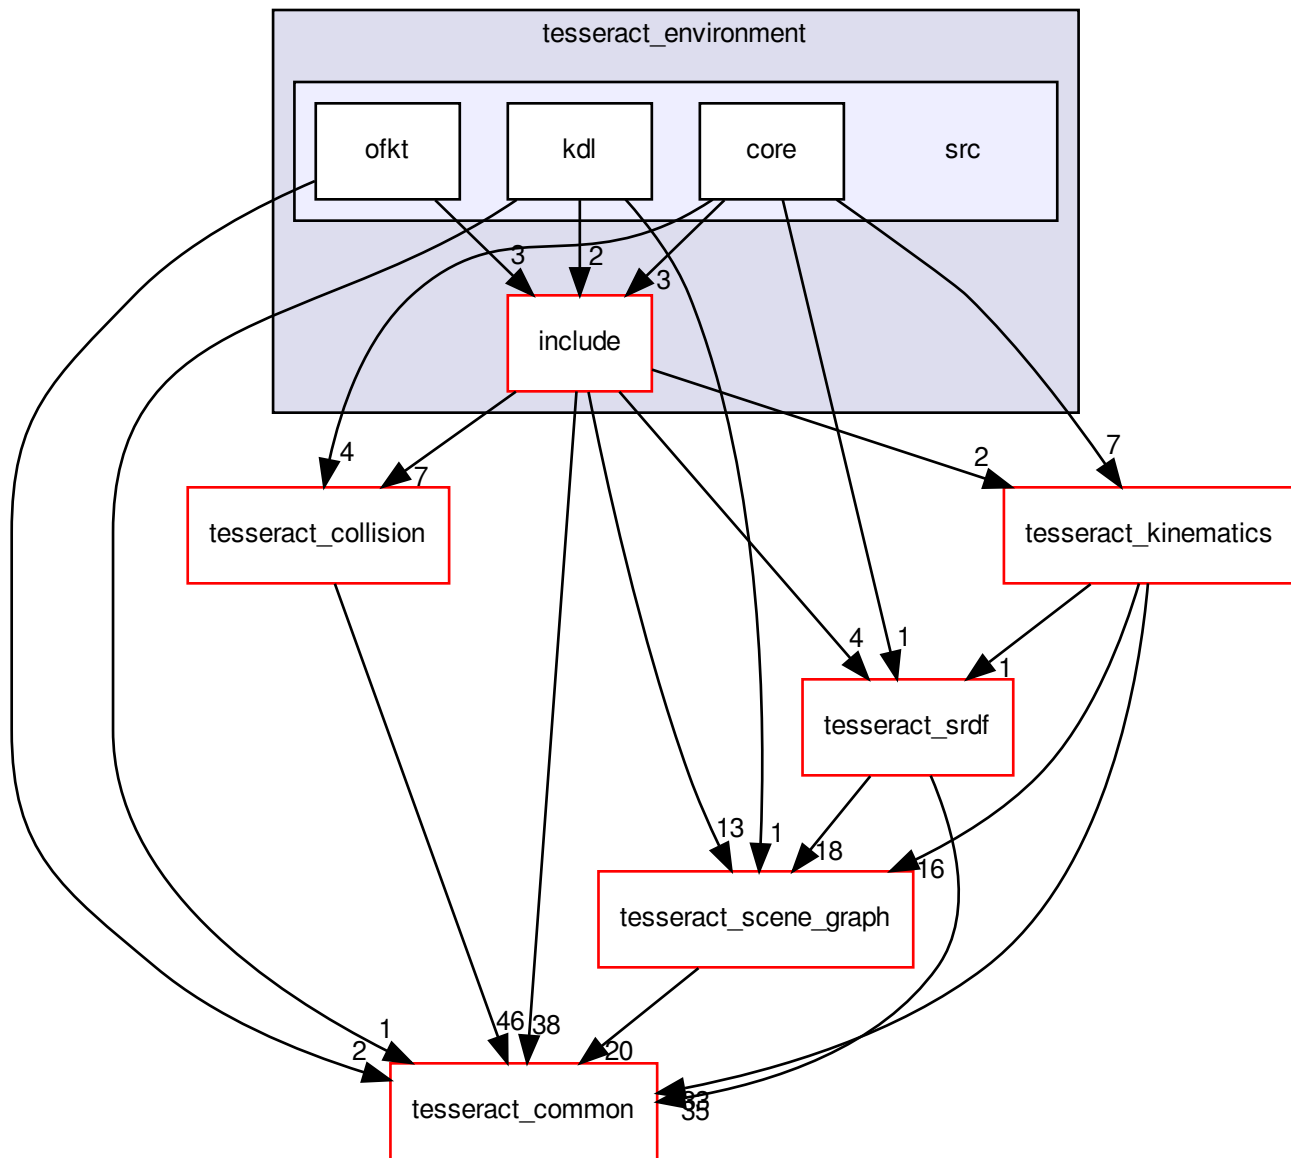 tesseract_environment
ofkt
kdl
core
src
3
2
3
include
4
7
2
7
tesseract_collision
tesseract_kinematics
4
1
1
tesseract_srdf
13
1
18
16
tesseract_scene_graph
46
38
1
2
20
tesseract_common
35